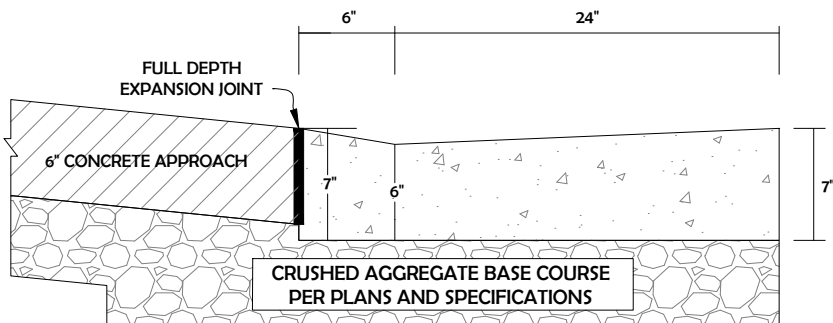 6"
24"
FULL DEPTH
EXPANSION JOINT
6" CONCRETE APPROACH
7"
6"
7"
CRUSHED AGGREGATE BASE COURSE
PER PLANS AND SPECIFICATIONS